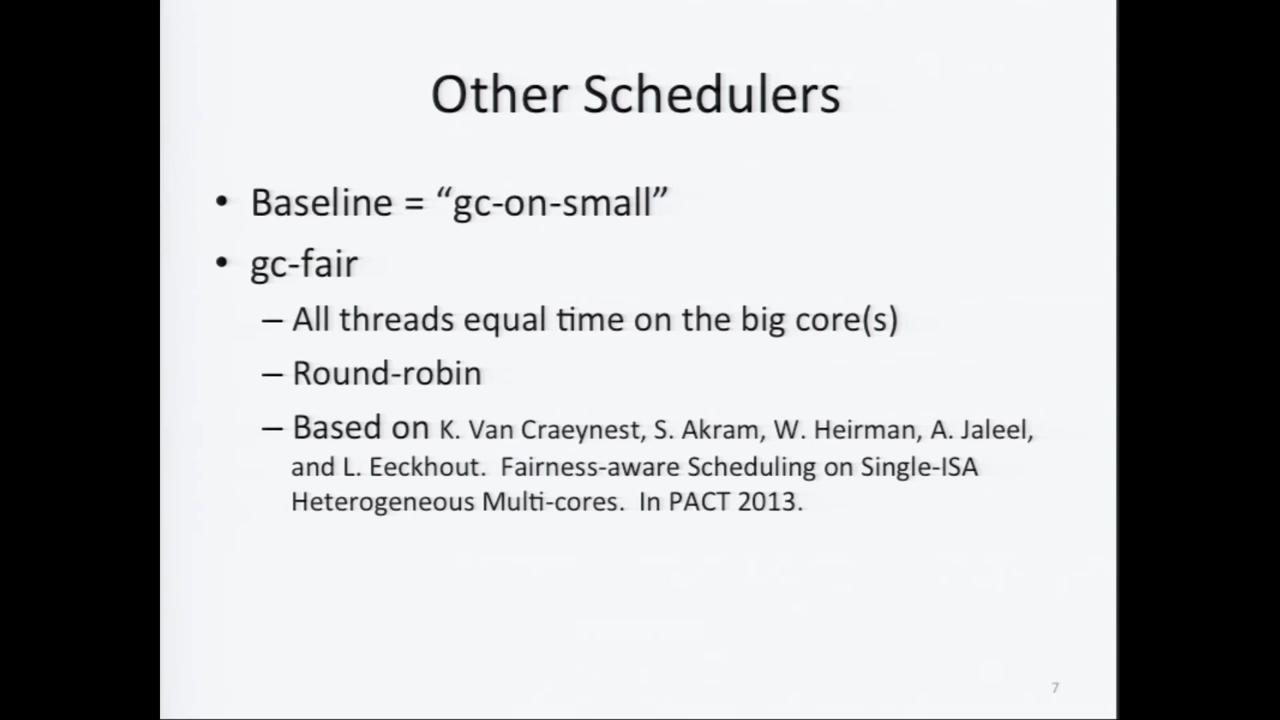 Other Schedulers
• Baseline = “gc-on-small”
• gc-fair
– All threads equal time on the big core(s)
– Round-robin
– Based on K. Van Craeynest, S. Akram, W. Heirman, A. Jaleel,
and L. Eeckhout. Fairness-aware Scheduling on Single-ISA
Heterogeneous Multi-cores. In PACT 2013.
7